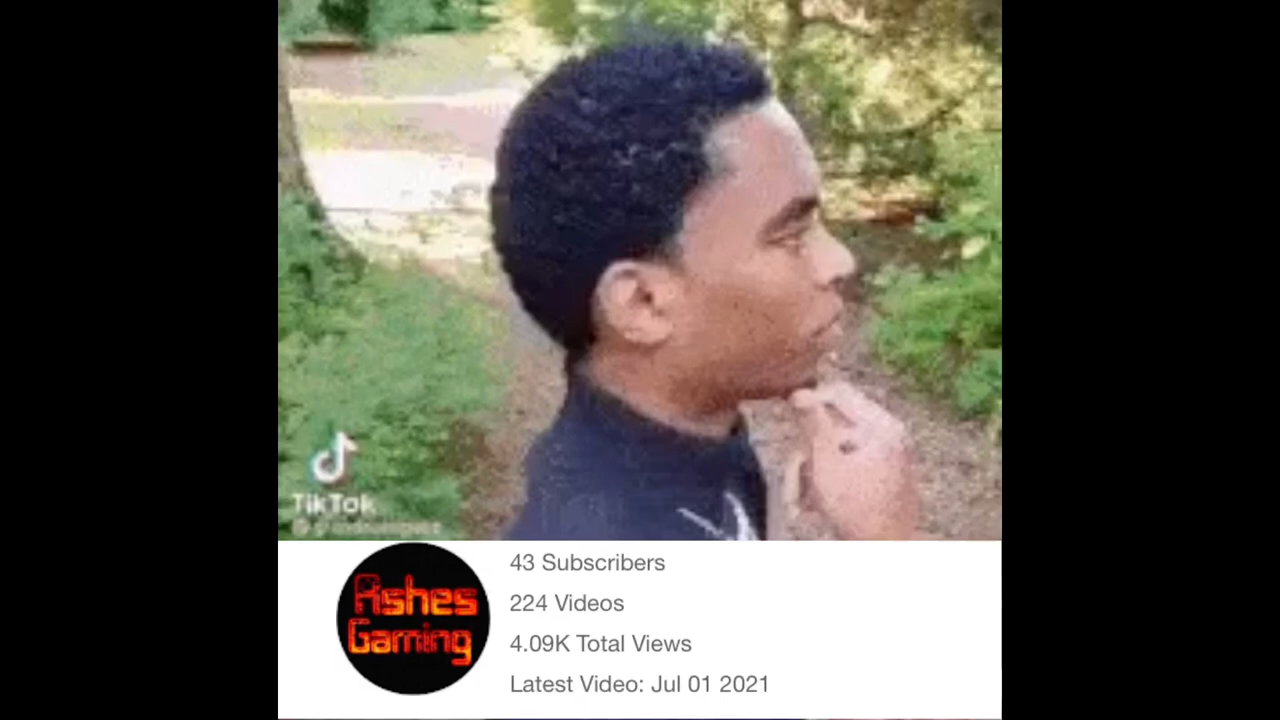 TikTok
Ashes
Gaming
43 Subscribers
224 Videos
4.09K Total Views
Latest Video: Jul 01 2021